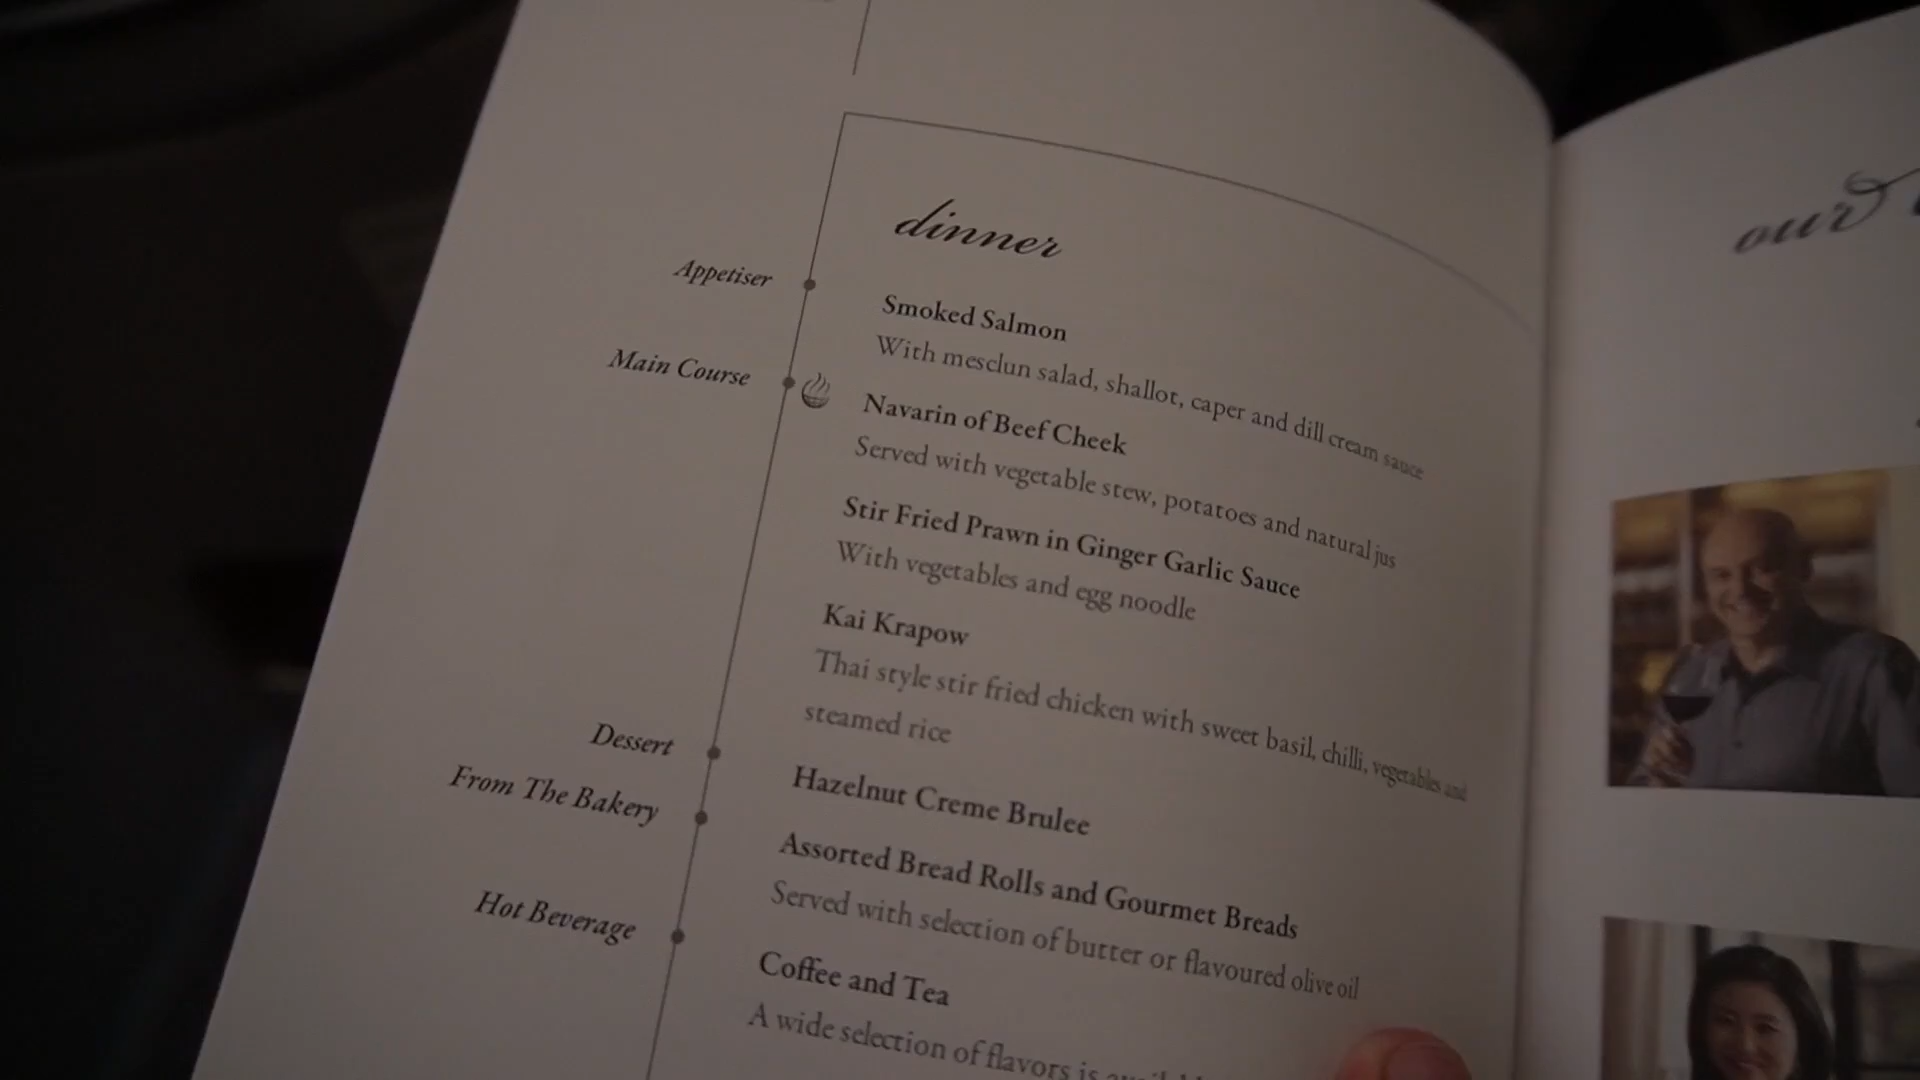 dinner
Appetiser
Smoked Salmon
With mesclun salad, shallot, caper and dill cream sauce
Main Course
Navarin of Beef Cheek
Served with vegetable stew, potatoes and natural jus
Stir Fried Prawn in Ginger Garlic Sauce
With vegetables and egg noodle
Kai Krapow
Thai style stir fried chicken with sweet basil, chilli, vegetables and
steamed rice
Dessert
Hazelnut Creme Brulee
From The Bakery
Assorted Bread Rolls and Gourmet Breads
Served with selection of butter or flavoured olive oil
Hot Beverage
Coffee and Tea
A wide selection of flavors is
our